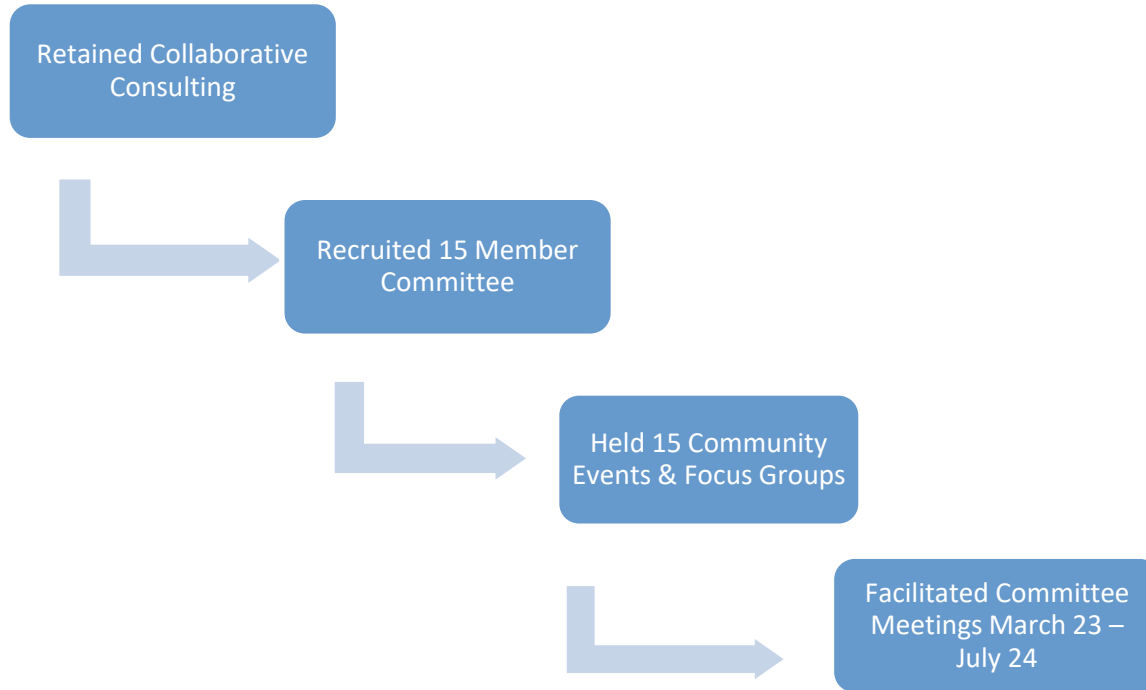 Retained Collaborative
Consulting
Recruited 15 Member
Committee
Held 15 Community
Events & Focus Groups
Facilitated Committee
Meetings March 23 –
July 24